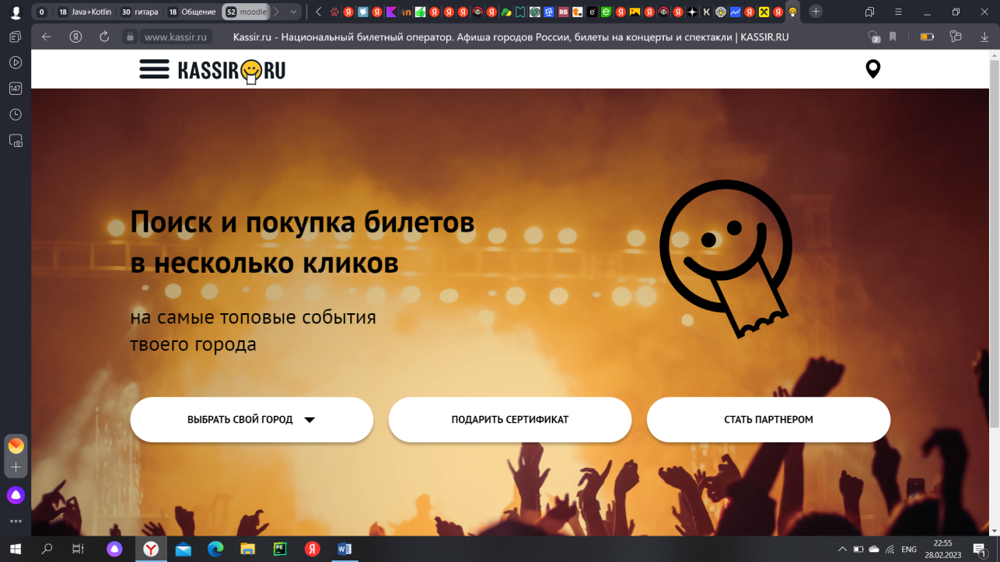 0
18 Java+Kotlin
30 гитара
18 Общение
52 moodle
www.kassir.ru
Kassir.ru - Национальный билетный оператор. Афиша городов России, билеты на концерты и спектакли | KASSIR.RU
2
147
KASSIR RU
Поиск и покупка билетов
в несколько кликов
на самые топовые события
твоего города
ВЫБРАТЬ СВОЙ ГОРОД
ПОДАРИТЬ СЕРТИФИКАТ
СТАТЬ ПАРТНЕРОМ
ENG
22:55
28.02.2023
1